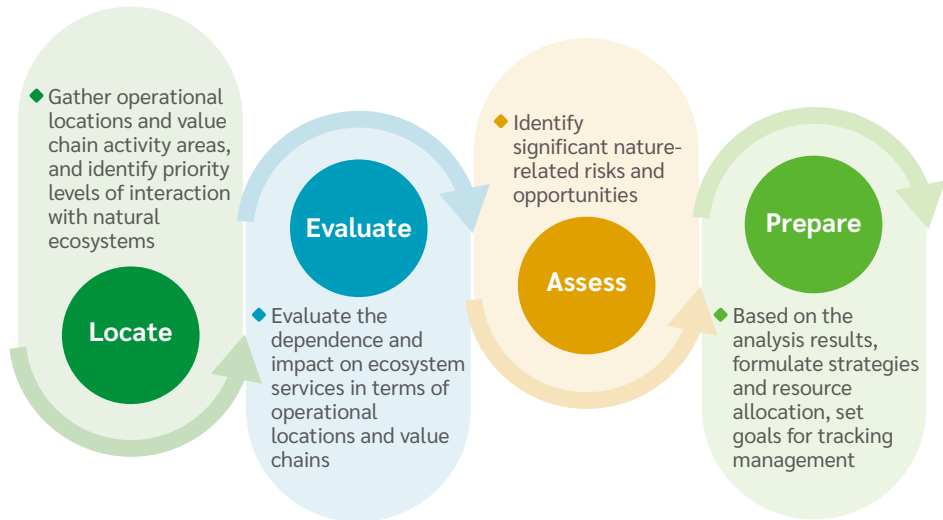 Gather operational
locations and value
chain activity areas,
and identify priority
levels of interaction
with natural
ecosystems
Locate
Evaluate
Evaluate the
dependence and
impact on ecosystem
services in terms of
operational
locations and value
chains
Identify
significant nature-
related risks and
opportunities
Assess
Prepare
Based on the
analysis results,
formulate strategies
and resource
allocation, set
goals for tracking
management